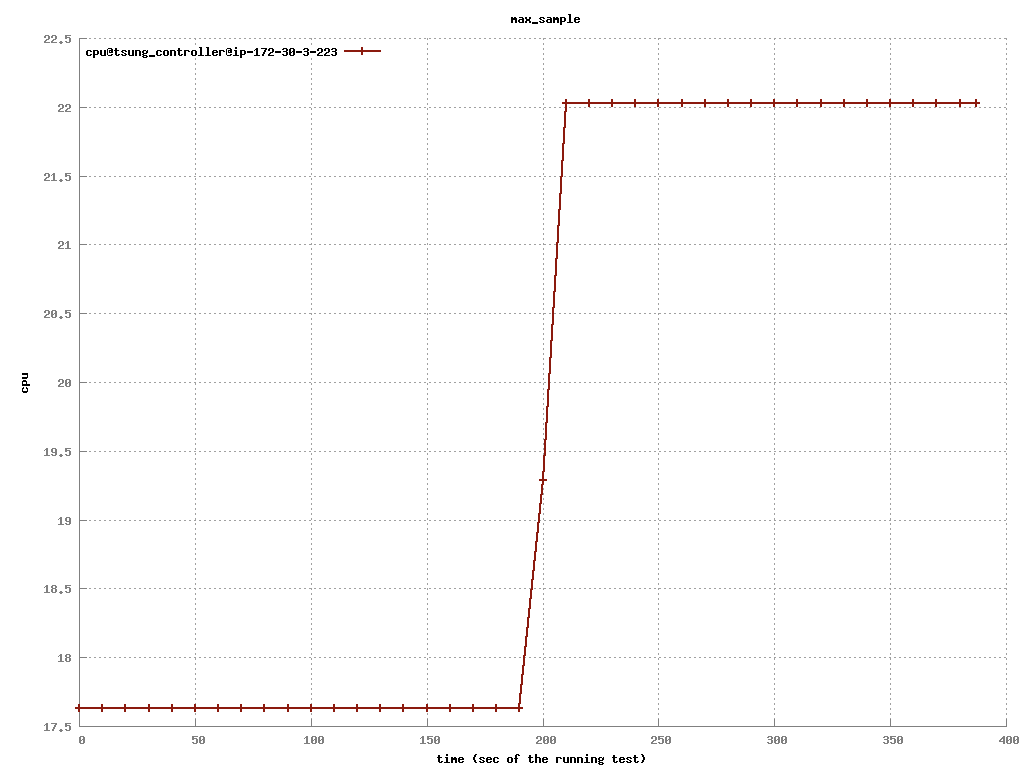 max_sample
cpu@tsung_controller@ip-172-30-3-223
22.5
22
21.5
21
20.5
20
19.5
19
18.5
18
17.5
cpu
0 50 100 150 200 250 300 350 400
time (sec of the running test)